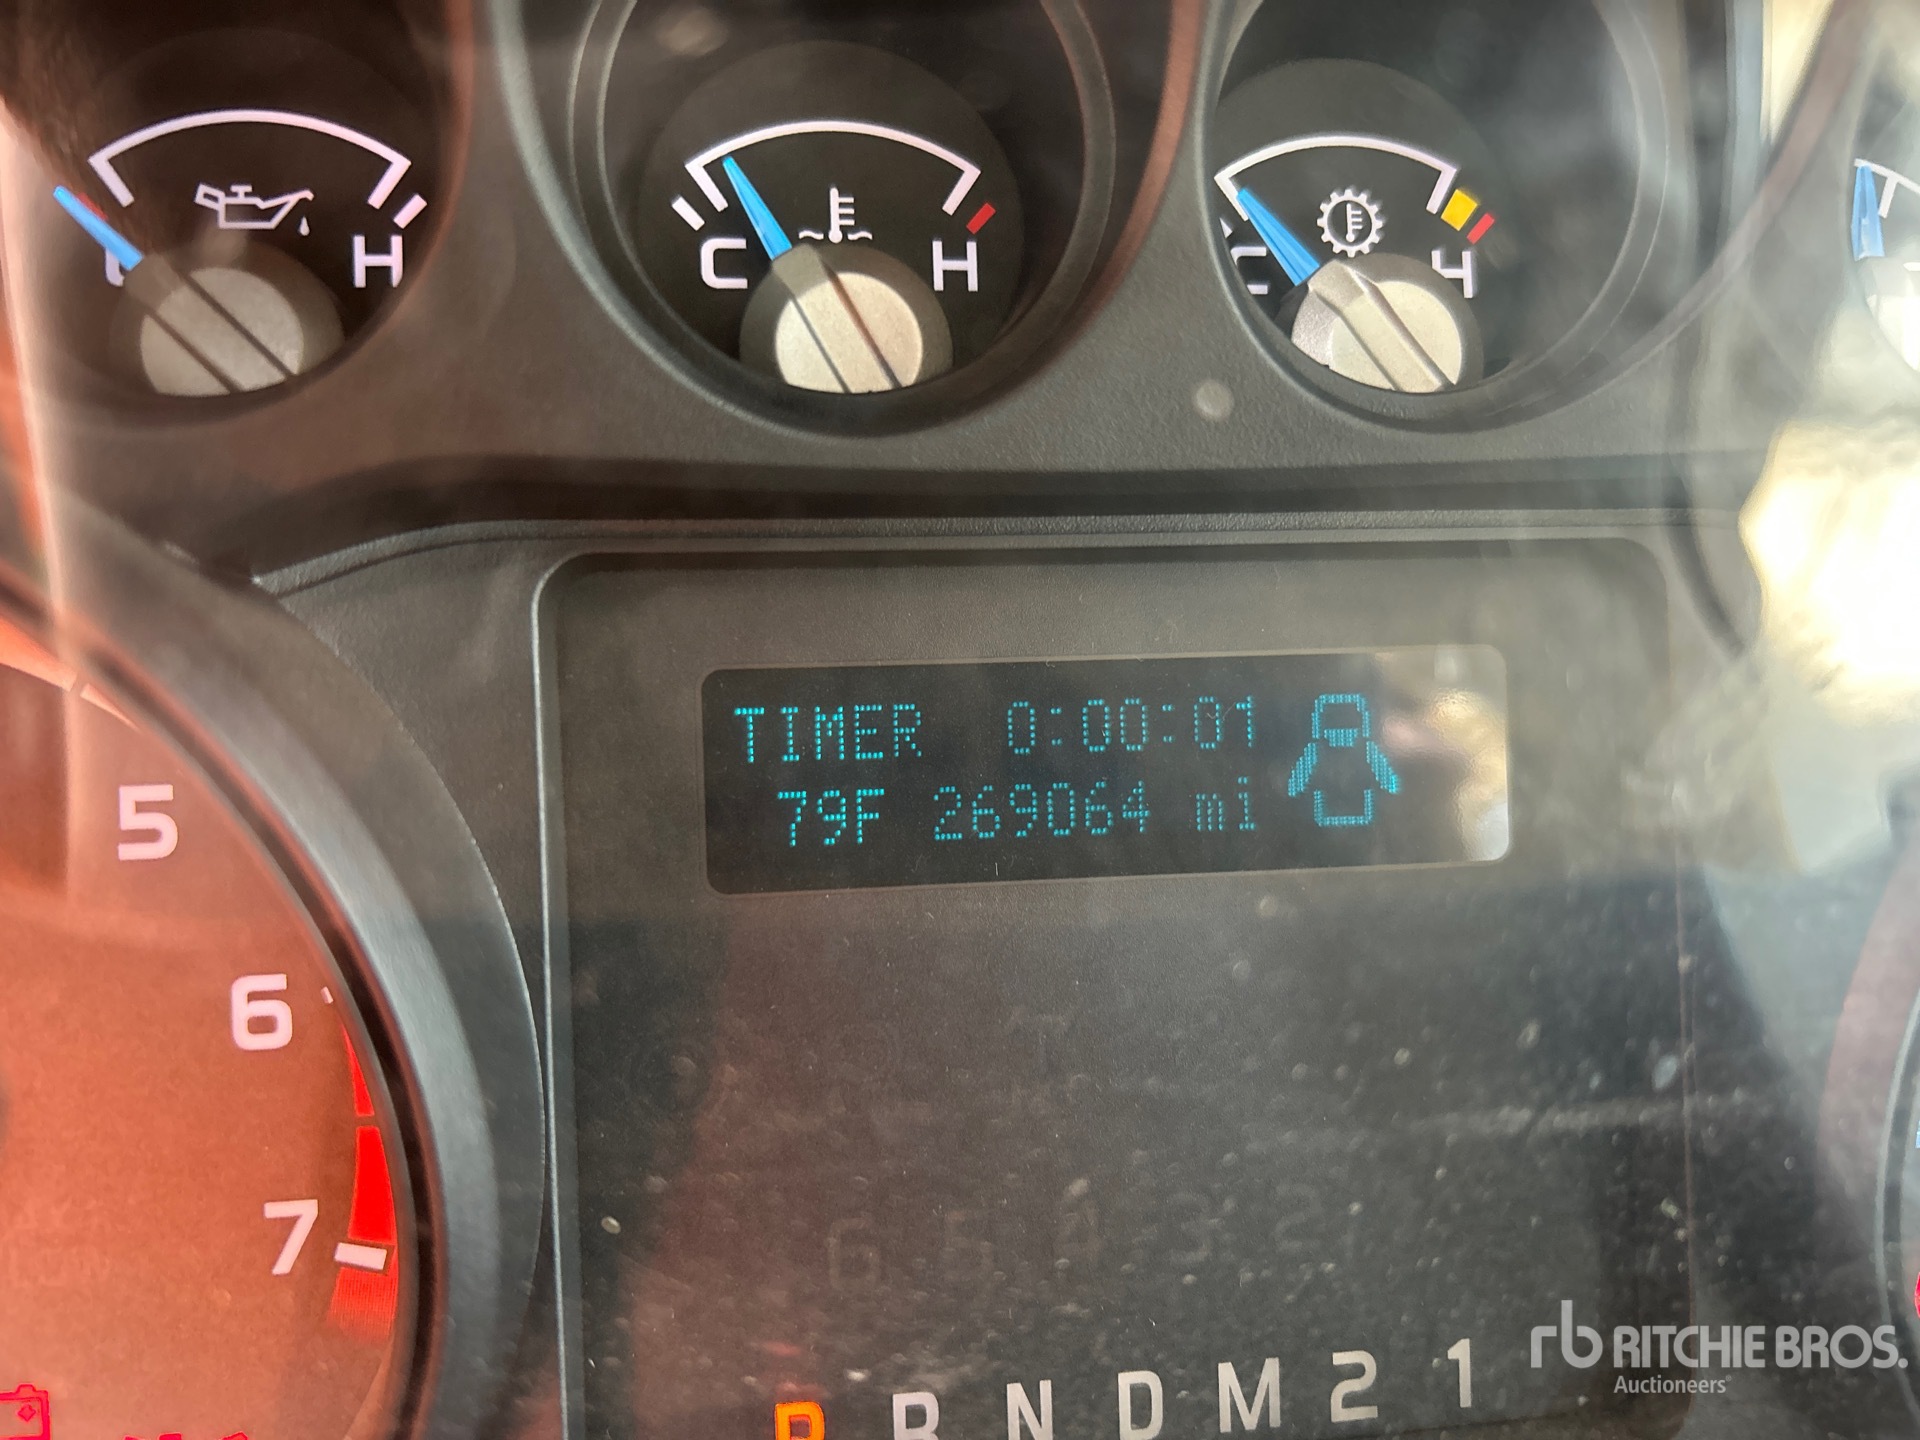 H
C H
C H
TIMER 0:00:01
79F 269064 mi
5
6
7
P R N D M 2 1
rb RITCHIE BROS.
Auctioneers